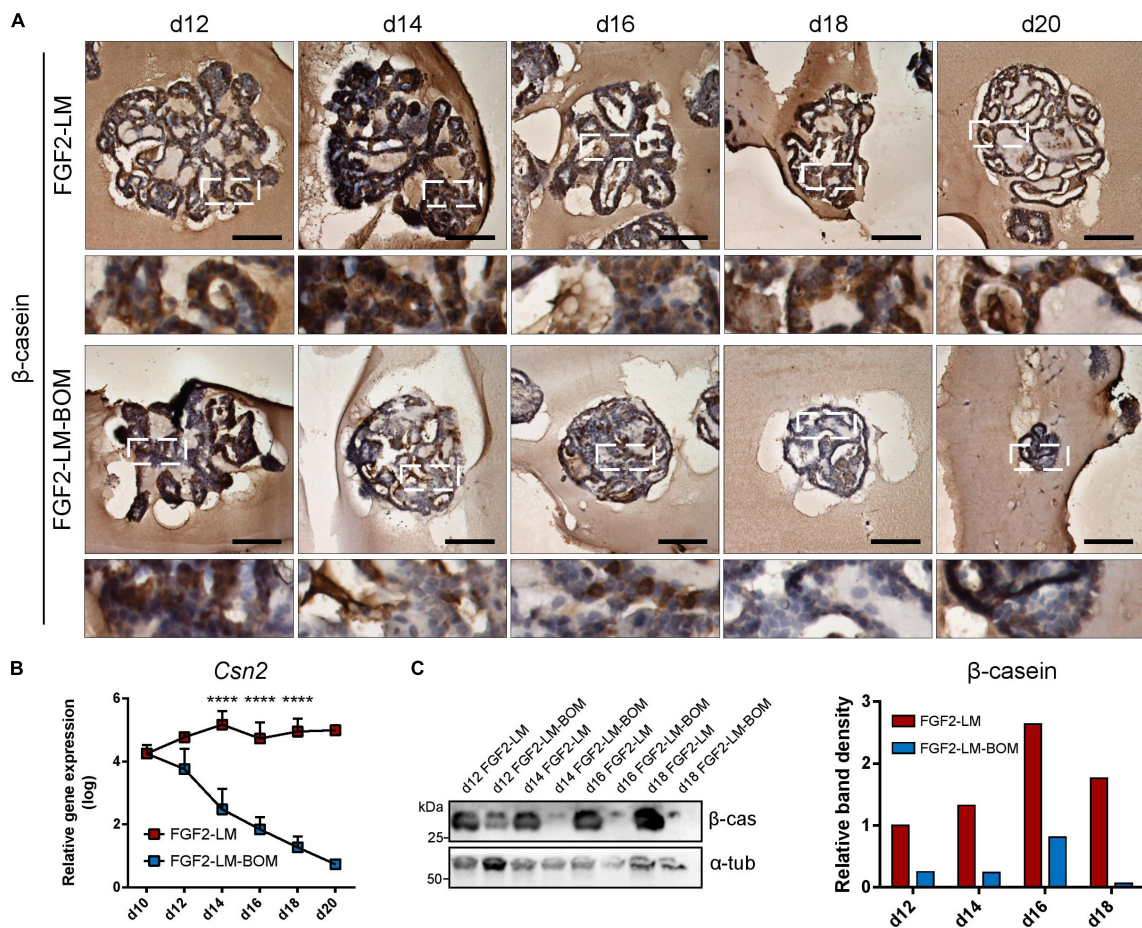 A
d12 d14 d16 d18 d20
β-casein
FGF2-LM
FGF2-LM-BOM
B
Csn2
****  ****  ****
Relative gene expression
(log)
6
4
2
0
FGF2-LM
FGF2-LM-BOM
d10 d12 d14 d16 d18 d20
C
d12 FGF2-LM
d12 FGF2-LM-BOM
d14 FGF2-LM
d14 FGF2-LM-BOM
d16 FGF2-LM
d16 FGF2-LM-BOM
d18 FGF2-LM
d18 FGF2-LM-BOM
kDa
25
β-cas
50
α-tub
β-casein
Relative band density
3
2
1
0
FGF2-LM
FGF2-LM-BOM
d12 d14 d16 d18